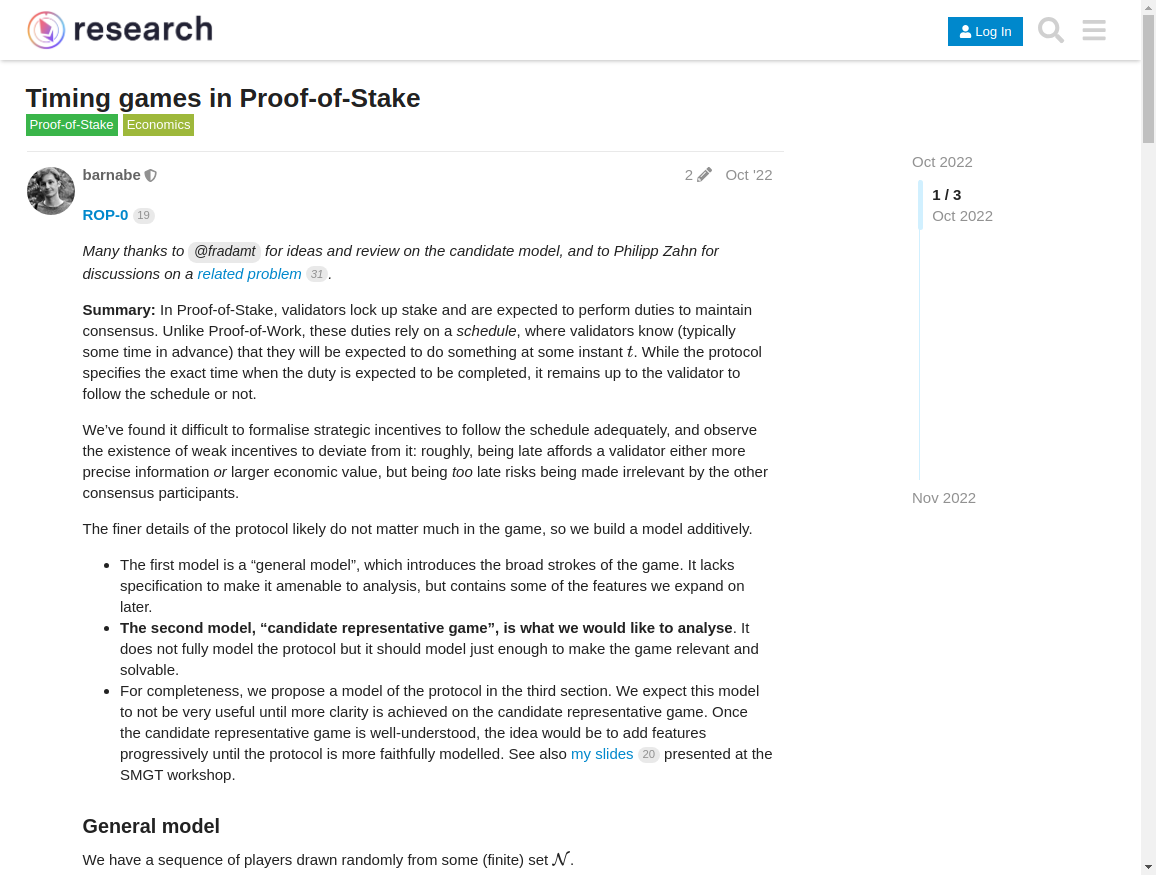 research
Log In
Timing games in Proof-of-Stake
Proof-of-Stake Economics
barnabe 2 Oct '22
Oct 2022
1 / 3
Oct 2022
Nov 2022
ROP-0 19
Many thanks to @fradamt for ideas and review on the candidate model, and to Philipp Zahn for
discussions on a related problem 31.
Summary: In Proof-of-Stake, validators lock up stake and are expected to perform duties to maintain
consensus. Unlike Proof-of-Work, these duties rely on a schedule, where validators know (typically
some time in advance) that they will be expected to do something at some instant t. While the protocol
specifies the exact time when the duty is expected to be completed, it remains up to the validator to
follow the schedule or not.
We've found it difficult to formalise strategic incentives to follow the schedule adequately, and observe
the existence of weak incentives to deviate from it: roughly, being late affords a validator either more
precise information or larger economic value, but being too late risks being made irrelevant by the other
consensus participants.
The finer details of the protocol likely do not matter much in the game, so we build a model additively.
• The first model is a “general model”, which introduces the broad strokes of the game. It lacks
specification to make it amenable to analysis, but contains some of the features we expand on
later.
• The second model, “candidate representative game”, is what we would like to analyse. It
does not fully model the protocol but it should model just enough to make the game relevant and
solvable.
• For completeness, we propose a model of the protocol in the third section. We expect this model
to not be very useful until more clarity is achieved on the candidate representative game. Once
the candidate representative game is well-understood, the idea would be to add features
progressively until the protocol is more faithfully modelled. See also my slides 20 presented at the
SMGT workshop.
General model
We have a sequence of players drawn randomly from some (finite) set 𝒩.